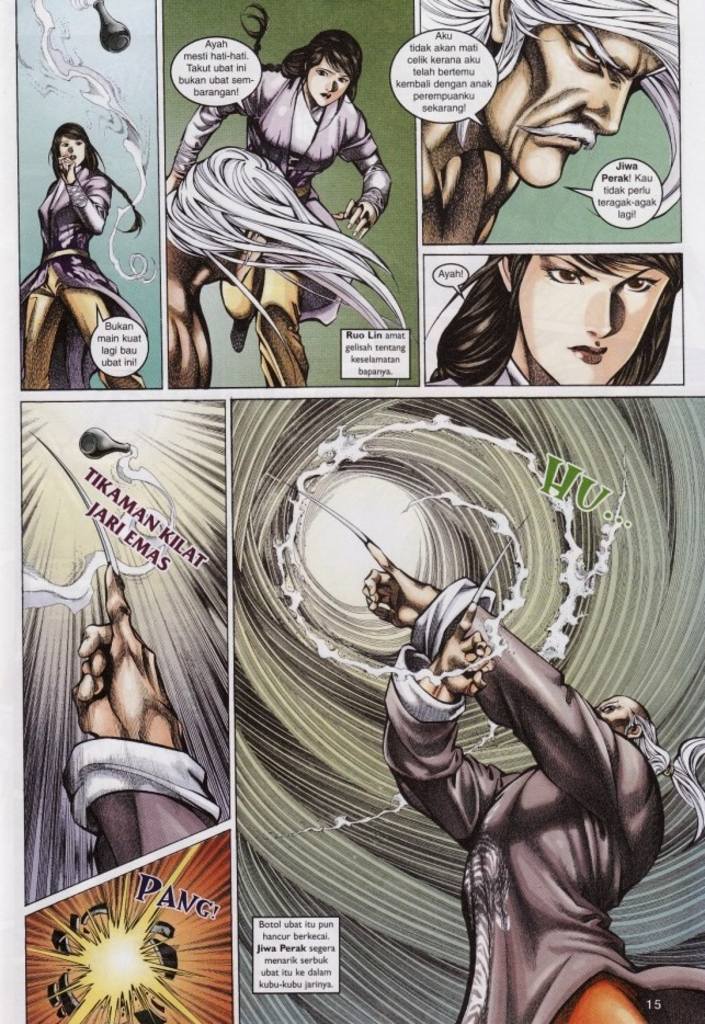 Bukan
main kuat
lagi bau
ubat ini!
Ayah
mesti hati-hati.
Takut ubat ini
bukan ubat sem-
barangan!
Ruo Lin amat
gelisah tentang
keselamatan
bapanya.
Aku
tidak akan mati
celik kerana aku
telah bertemu
kembali dengan anak
perempuanku
sekarang!
Jiwa
Perak! Kau
tidak perlu
teragak-agak
lagi!
Ayah!
TIKAMAN KILAT
JARI EMAS
PANG!
HU...
Botol ubat itu pun
hancur berkecai.
Jiwa Perak segera
menarik serbuk
ubat itu ke dalam
kubu-kubu jarinya.
15